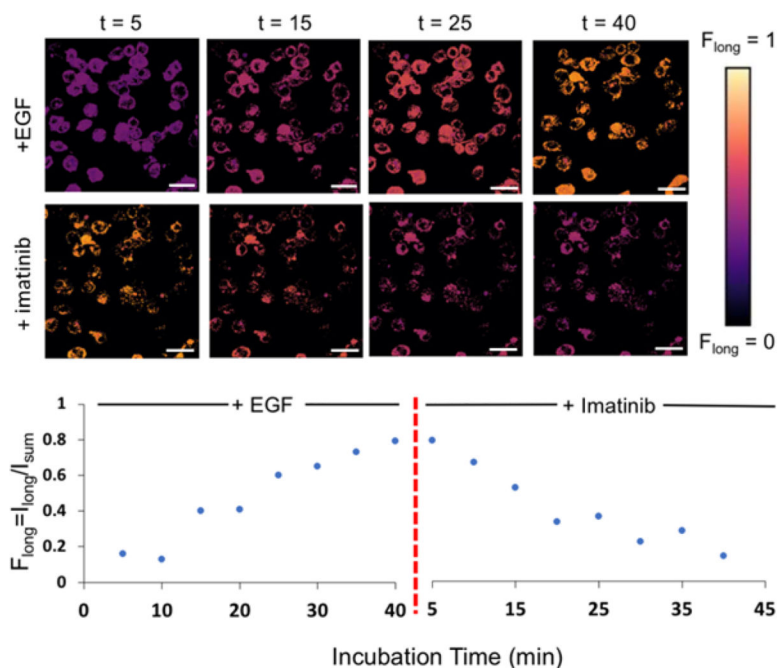 t = 5 t = 15 t = 25 t = 40
F_long = 1
+EGF
+ imatinib
F_long = 0
+ EGF + Imatinib
F_long=I_long/I_sum
1
0.8
0.6
0.4
0.2
0
0 10 20 30 40 5 15 25 35 45
Incubation Time (min)